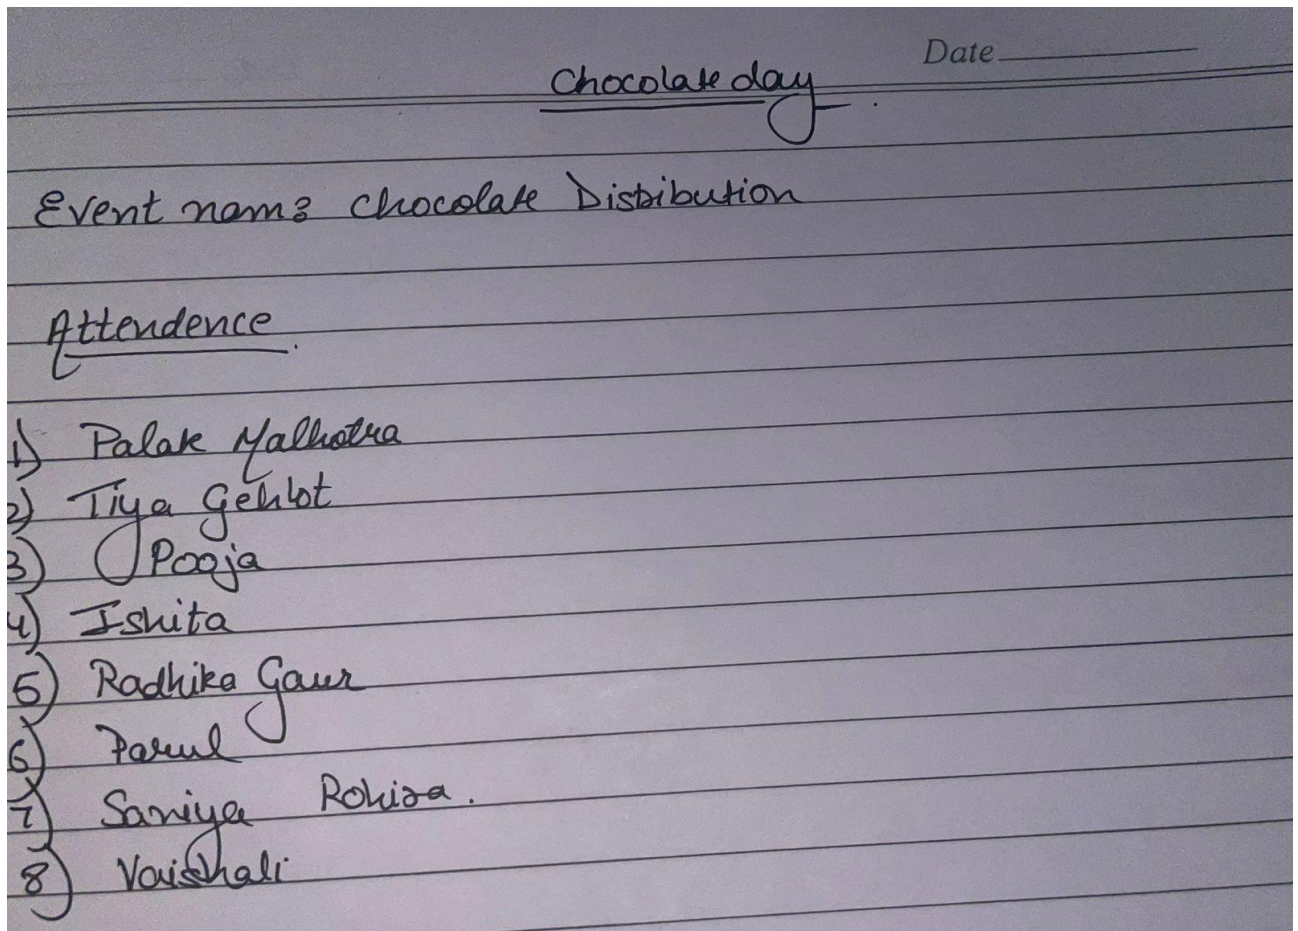 Date
Chocolate day
Event name: Chocolate Distibution
Attendence
1) Palak Malhotra
2) Tiya Gehlot
3) Pooja
4) Ishita
5) Radhika Gaur
6) Parul
7) Saniya
8) Vaishali